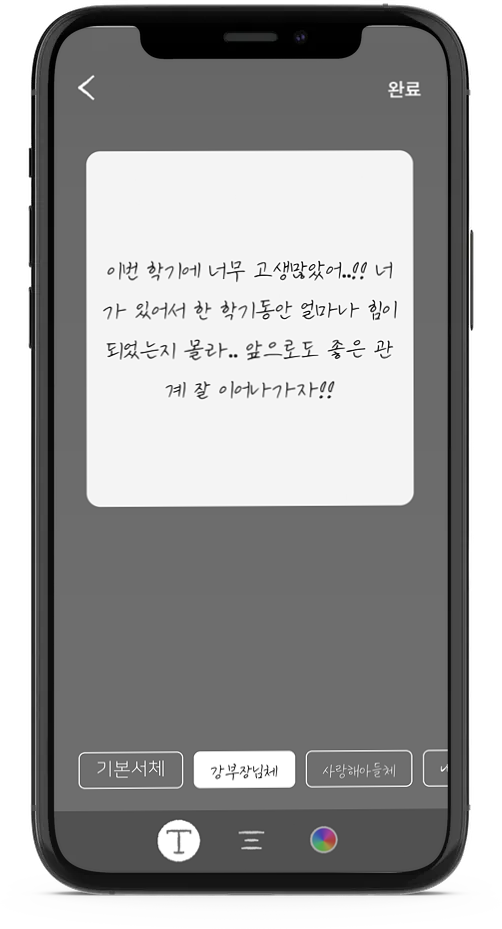 완료
이번 학기에 너무 고생많았어..!! 너
가 있어서 한 학기동안 얼마나 힘이
되었는지 몰라.. 앞으로도 좋은 관
계 잘 이어나가자!!
기본서체
강부장님체
사랑해아들체
T